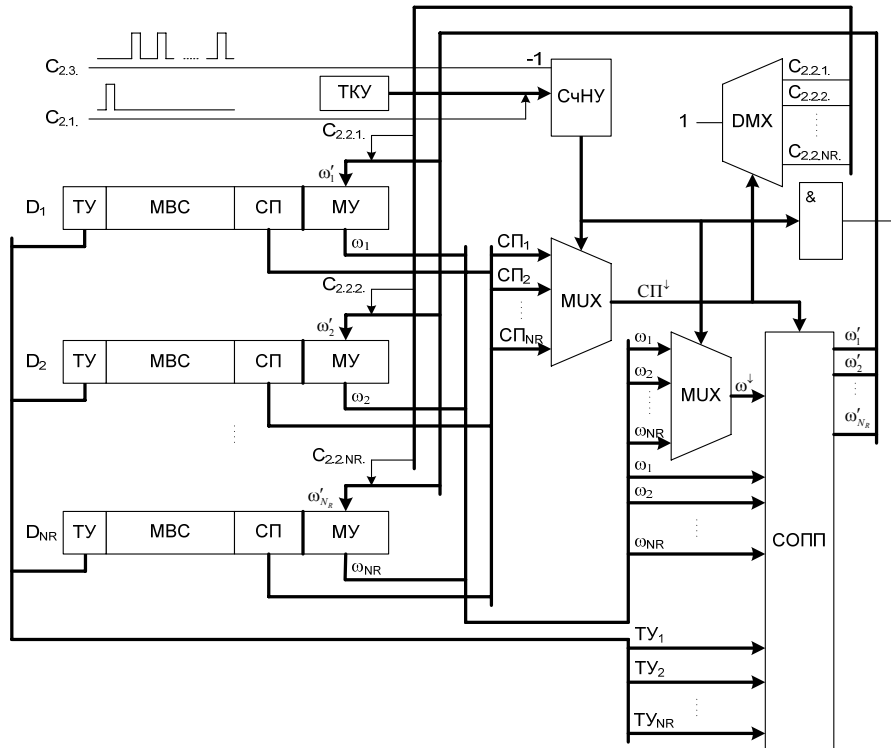 C2.3.
-1
ТКУ
СчНУ
C2.1.
1
DMX
C2.2.1.
C2.2.2.
C2.2.NR.
C2.2.1.
ω′1
D1
ТУ МВС СП МУ
ω1
&
СП1
СП2
СПNR
MUX
СП↓
C2.2.2.
ω′2
D2
ТУ МВС СП МУ
ω2
ω1
ω2
ωNR
MUX
ω↓
ω′1
ω′2
ω′NR
C2.2.NR.
ω′NR
DNR
ТУ МВС СП МУ
ωNR
ω1
ω2
ωNR
СОПП
ТУ1
ТУ2
ТУNR